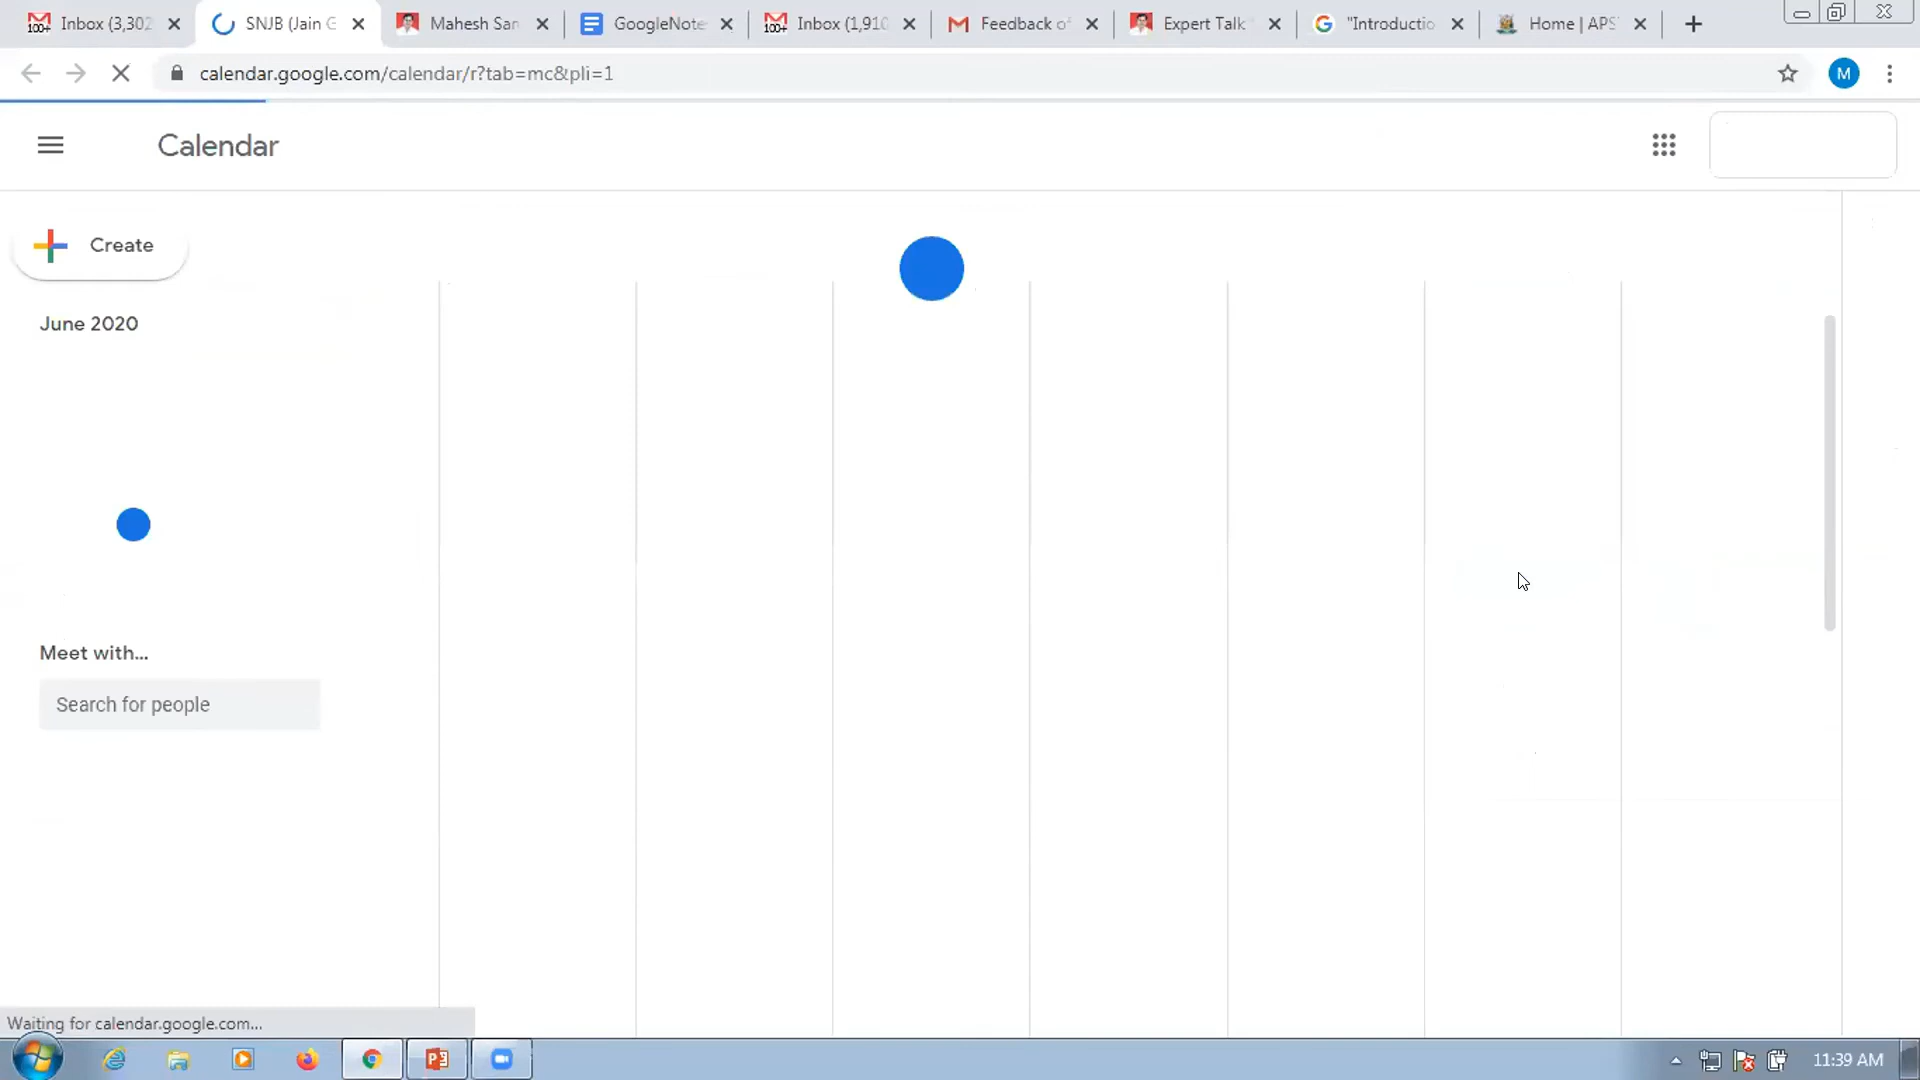 Inbox (3,302
SNJB (Jain G
Mahesh San
GoogleNote
Inbox (1,910
Feedback of
Expert Talk
"Introductio
Home | APS
calendar.google.com/calendar/r?tab=mc&pli=1
M
Calendar
Create
June 2020
Meet with...
Search for people
Waiting for calendar.google.com...
11:39 AM